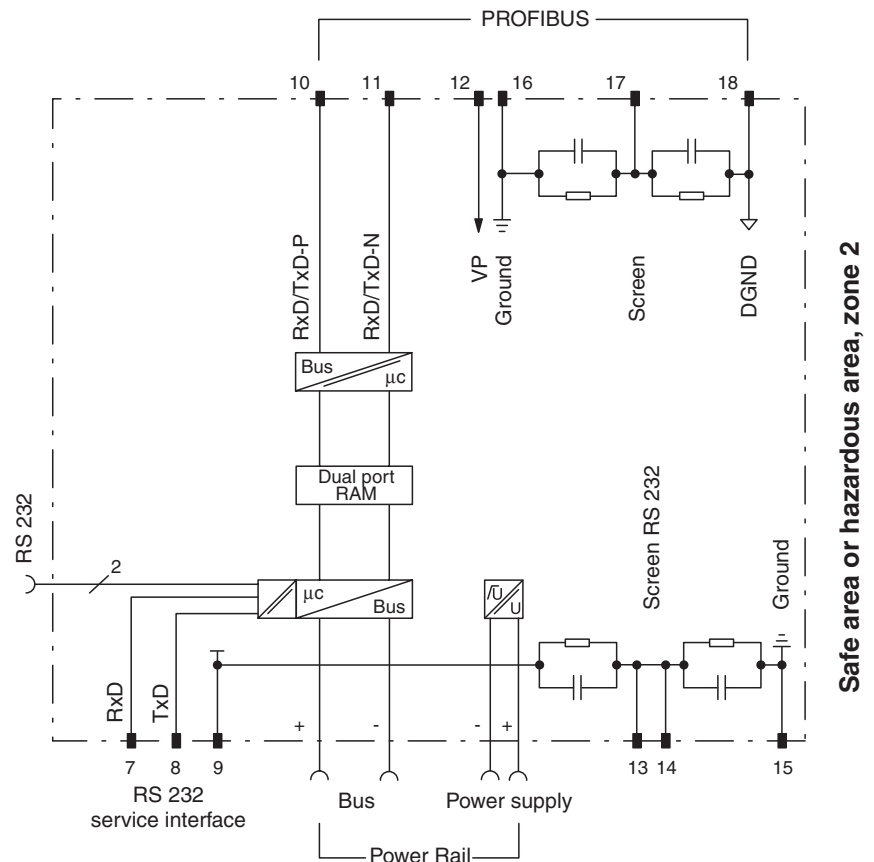 PROFIBUS
10
11
12
16
17
18
RxD/TxD-P
RxD/TxD-N
VP
Ground
Screen
DGND
Bus
µc
Dual port
RAM
RS 232
2
µc
Bus
/U
U
Screen RS 232
Ground
RxD
TxD
+
-
-
+
7
8
9
13
14
15
RS 232
service interface
Bus
Power supply
Power Rail
Safe area or hazardous area, zone 2